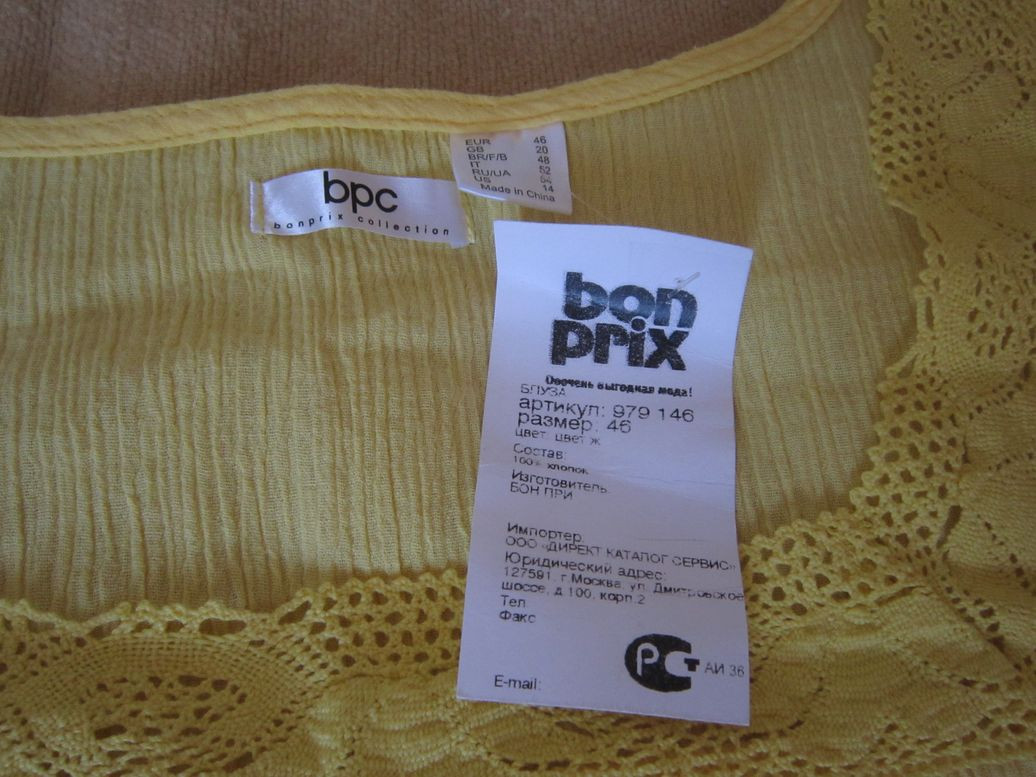 EUR 46
GB 20
BR/F/B 48
IT 52
RU/UA 54
US 14
Made in China
bpc
bonprix collection
bon
prix
Ооочень выгодная мода!
БЛУЗА
артикул: 979 146
размер: 46
цвет: цвет ж
Состав:
100% хлопок
Изготовитель:
БОН ПРИ
Импортер
ООО «ДИРЕКТ КАТАЛОГ СЕРВИС»
Юридический адрес:
127591, г.Москва, ул. Дмитровское
шоссе, д 100, корп.2
Тел
Факс
РСТ АИ 36
E-mail: